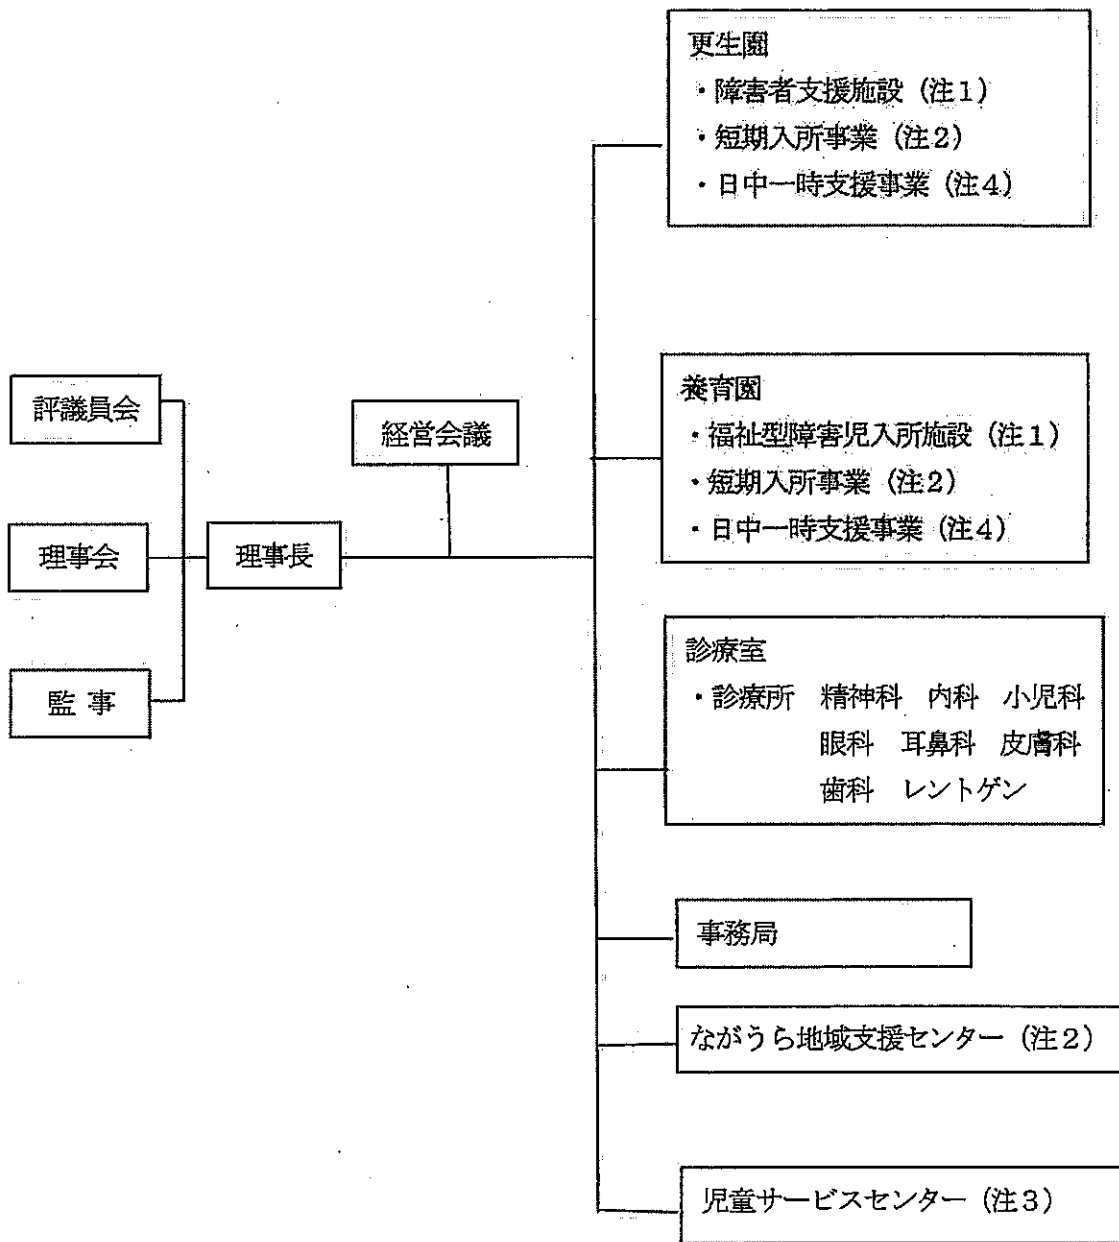 更生園
・障害者支援施設（注１）
・短期入所事業（注２）
・日中一時支援事業（注４）
評議員会
経営会議
養育園
・福祉型障害児入所施設（注１）
・短期入所事業（注２）
・日中一時支援事業（注４）
理事会
理事長
監事
診療室
・診療所　精神科　内科　小児科
眼科　耳鼻科　皮膚科
歯科　レントゲン
事務局
ながうら地域支援センター（注２）
児童サービスセンター（注３）